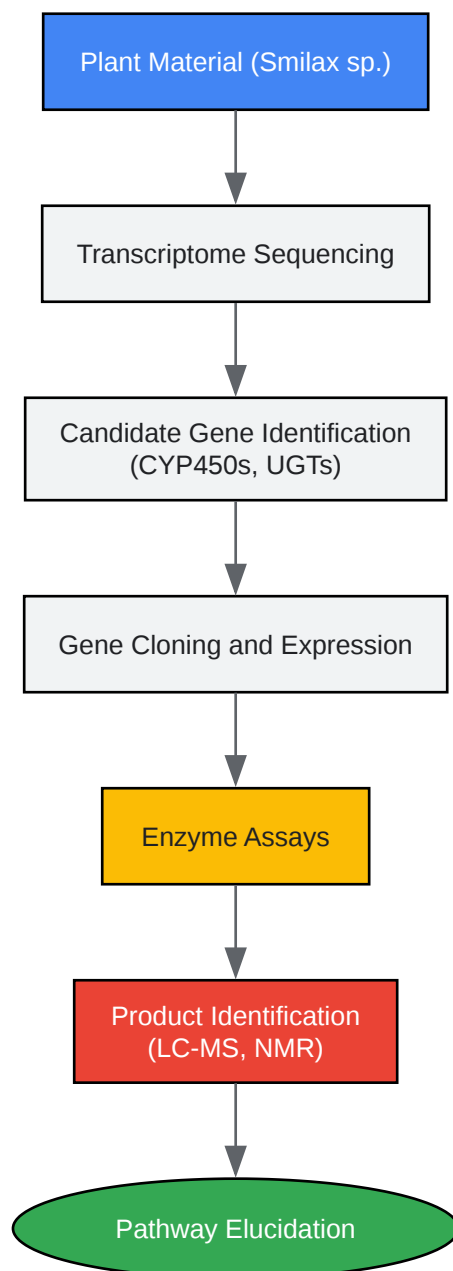 Plant Material (Smilax sp.)
Transcriptome Sequencing
Candidate Gene Identification
(CYP450s, UGTs)
Gene Cloning and Expression
Enzyme Assays
Product Identification
(LC-MS, NMR)
Pathway Elucidation